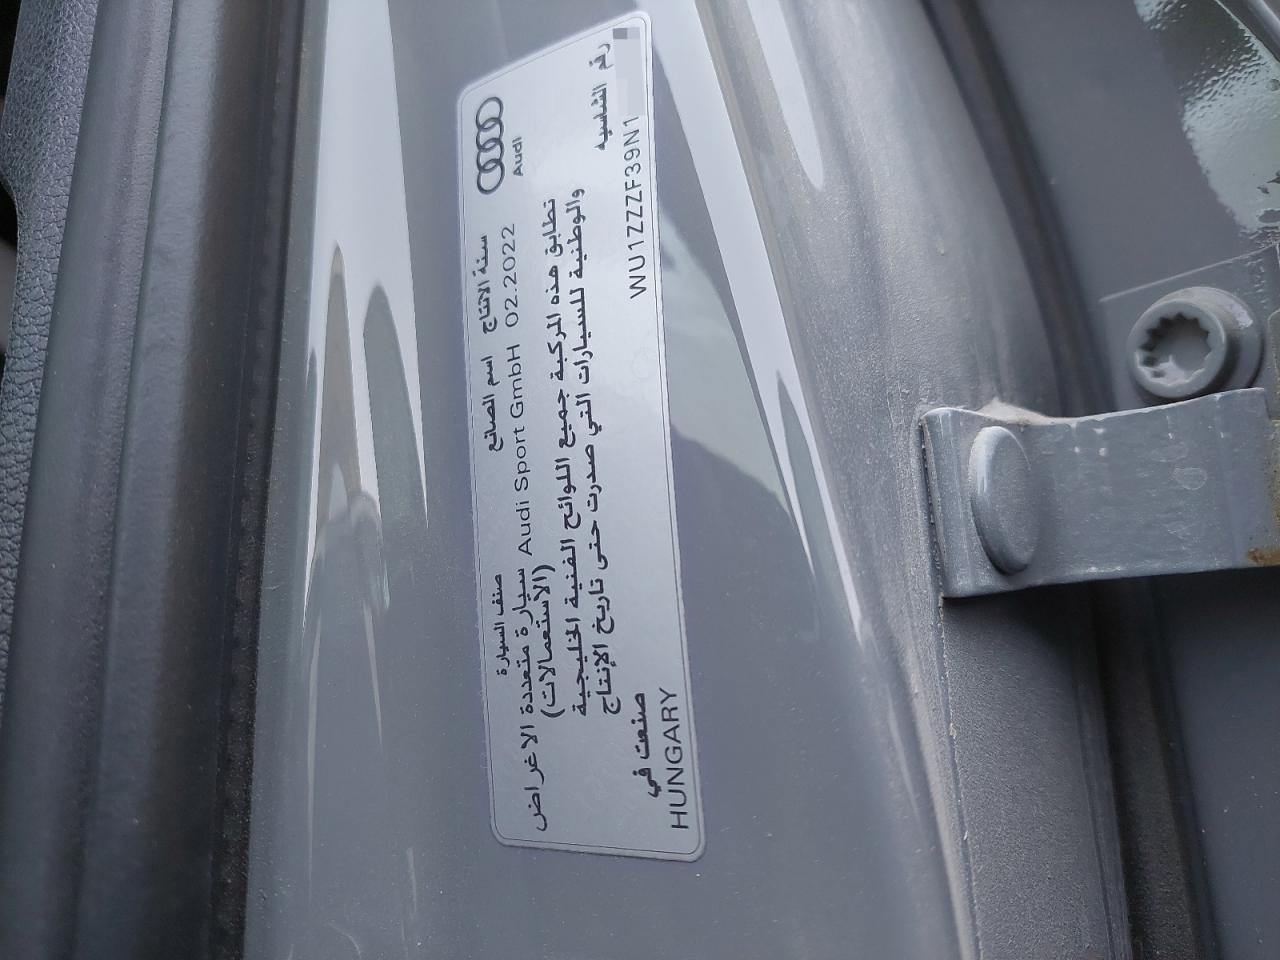 Audi
سنة الانتاج
02.2022
اسم الصانع
Audi Sport GmbH
صنف السيارة
سيارة متعددة الاغراض
(الاستعمالات)
تطابق هذه المركبة جميع اللوائح الفنية الخليجية
والوطنية للسيارات التي صدرت حتى تاريخ الإنتاج
رقم الشاسيه
WU1ZZZF39N1
صنعت في
HUNGARY